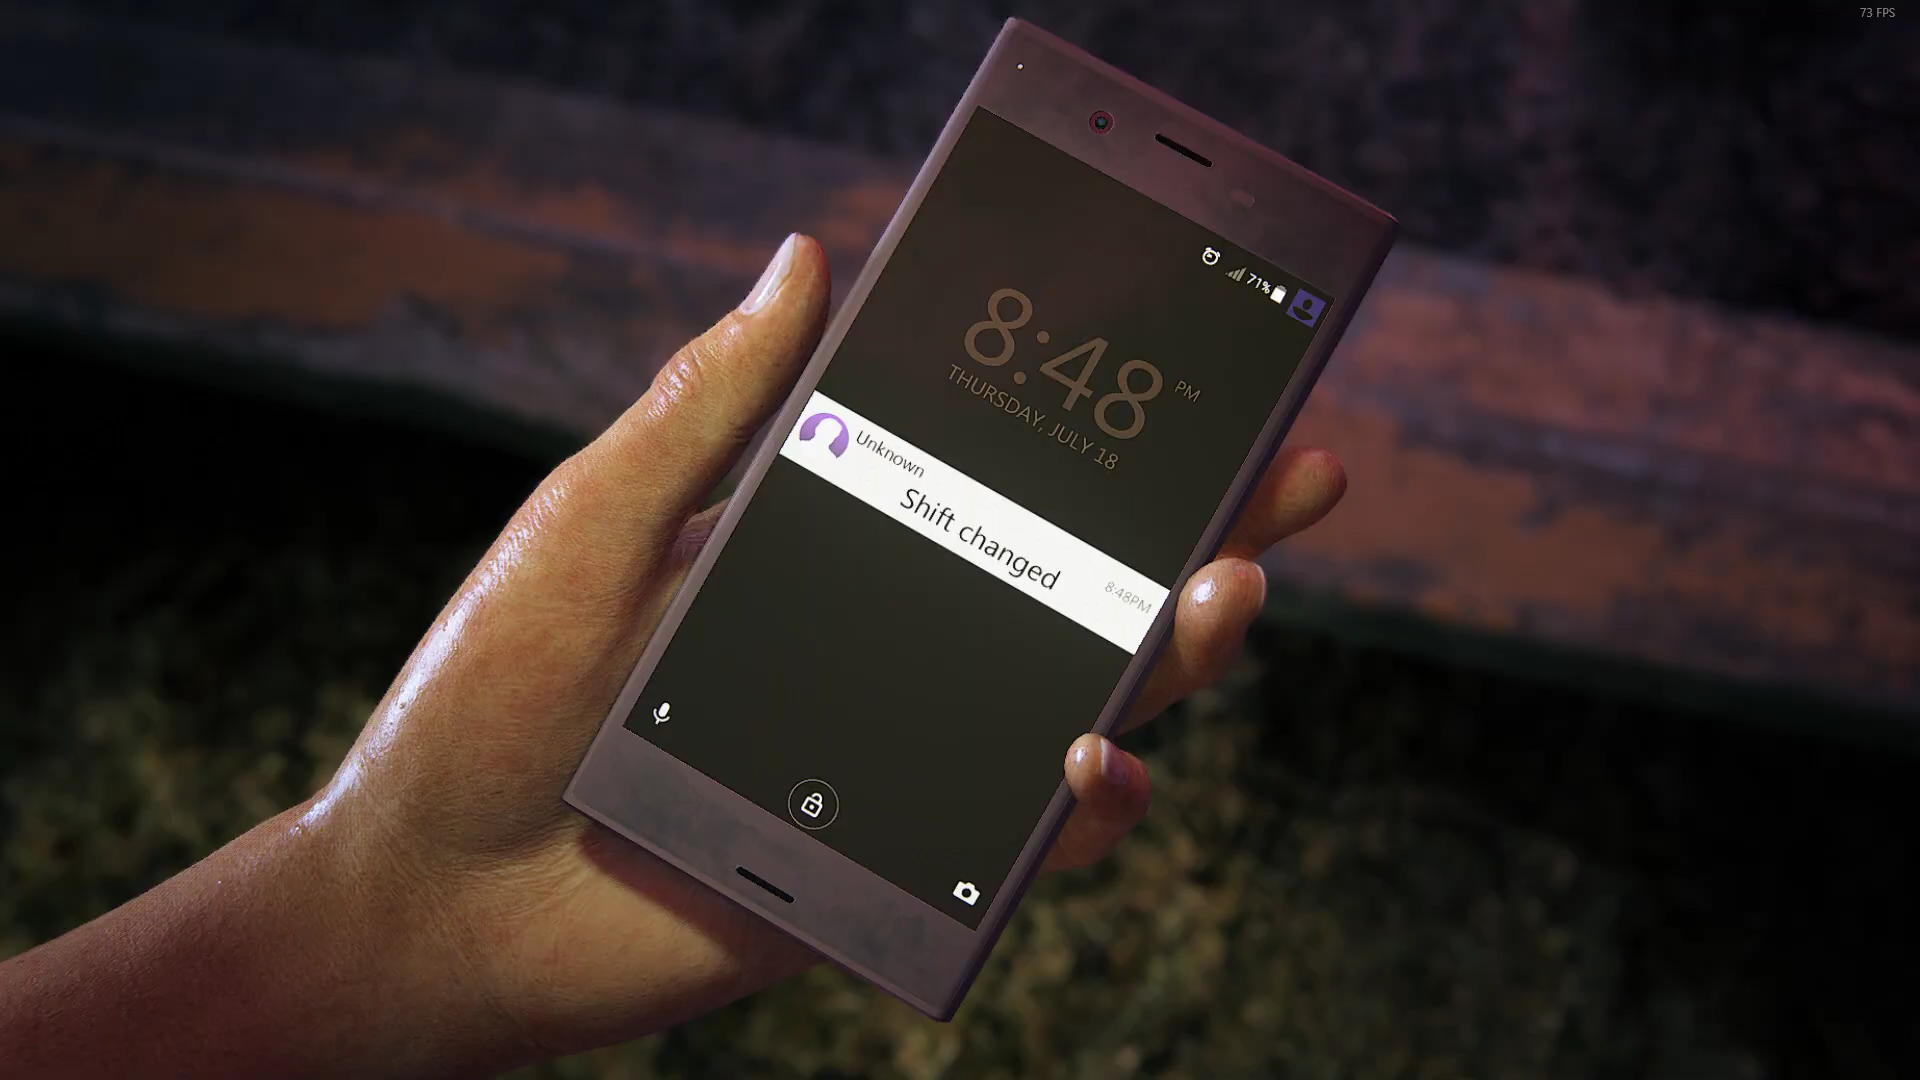 73 FPS
71%
8:48 PM
THURSDAY, JULY 18
Unknown
Shift changed
8:48PM